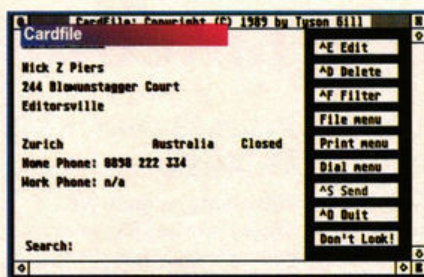 CardFile: Copyright (C) 1989 by Tyson Gill
Cardfile
Nick Z Piers
244 Blowunstagger Court
Editorsville
Zurich Australia Closed
Home Phone: 0898 222 334
Work Phone: n/a
Search:
^E Edit
^D Delete
^F Filter
File menu
Print menu
Dial menu
^S Send
^Q Quit
Don't Look!